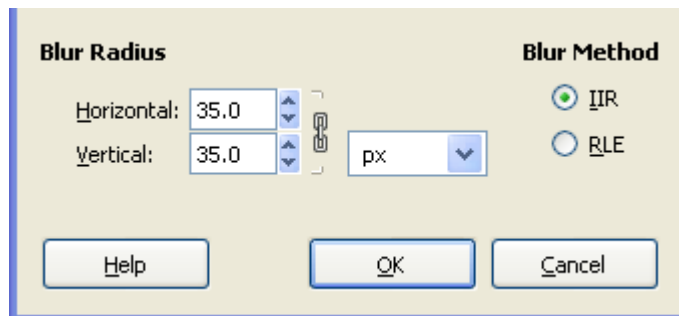 Blur Radius
Blur Method
Horizontal: 35.0
IIR
Vertical: 35.0
px
RLE
Help
OK
Cancel